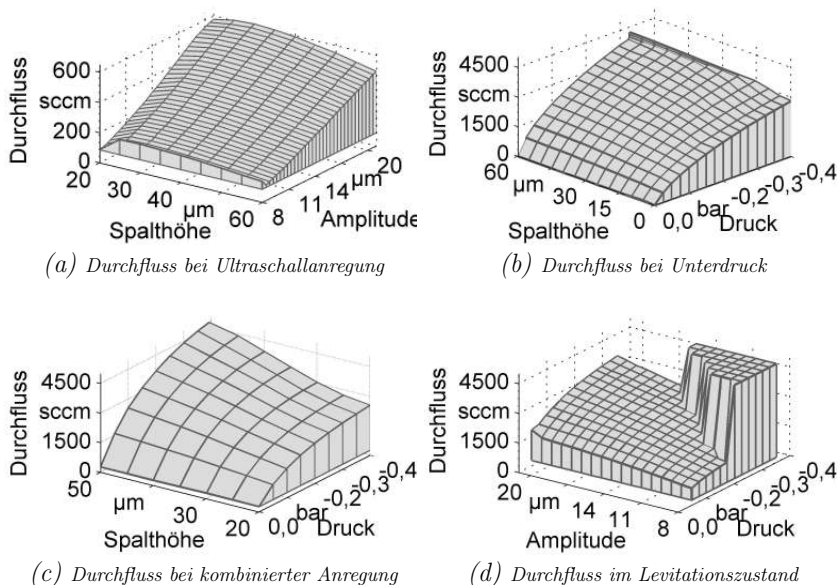 Durchfluss
600
sccm
200
0
20
30
40
µm
60
Spalthöhe
8
11
14
µm
20
Amplitude
(a) Durchfluss bei Ultraschallanregung
Durchfluss
4500
sccm
1500
0
60
µm
30
15
0
Spalthöhe
0,0
bar
-0,2
-0,3
-0,4
Druck
(b) Durchfluss bei Unterdruck
Durchfluss
4500
sccm
1500
0
50
µm
30
20
Spalthöhe
0,0
bar
-0,2
-0,3
-0,4
Druck
(c) Durchfluss bei kombinierter Anregung
Durchfluss
4500
sccm
1500
0
20
µm
14
11
8
Amplitude
0,0
bar
-0,2
-0,3
-0,4
Druck
(d) Durchfluss im Levitationszustand